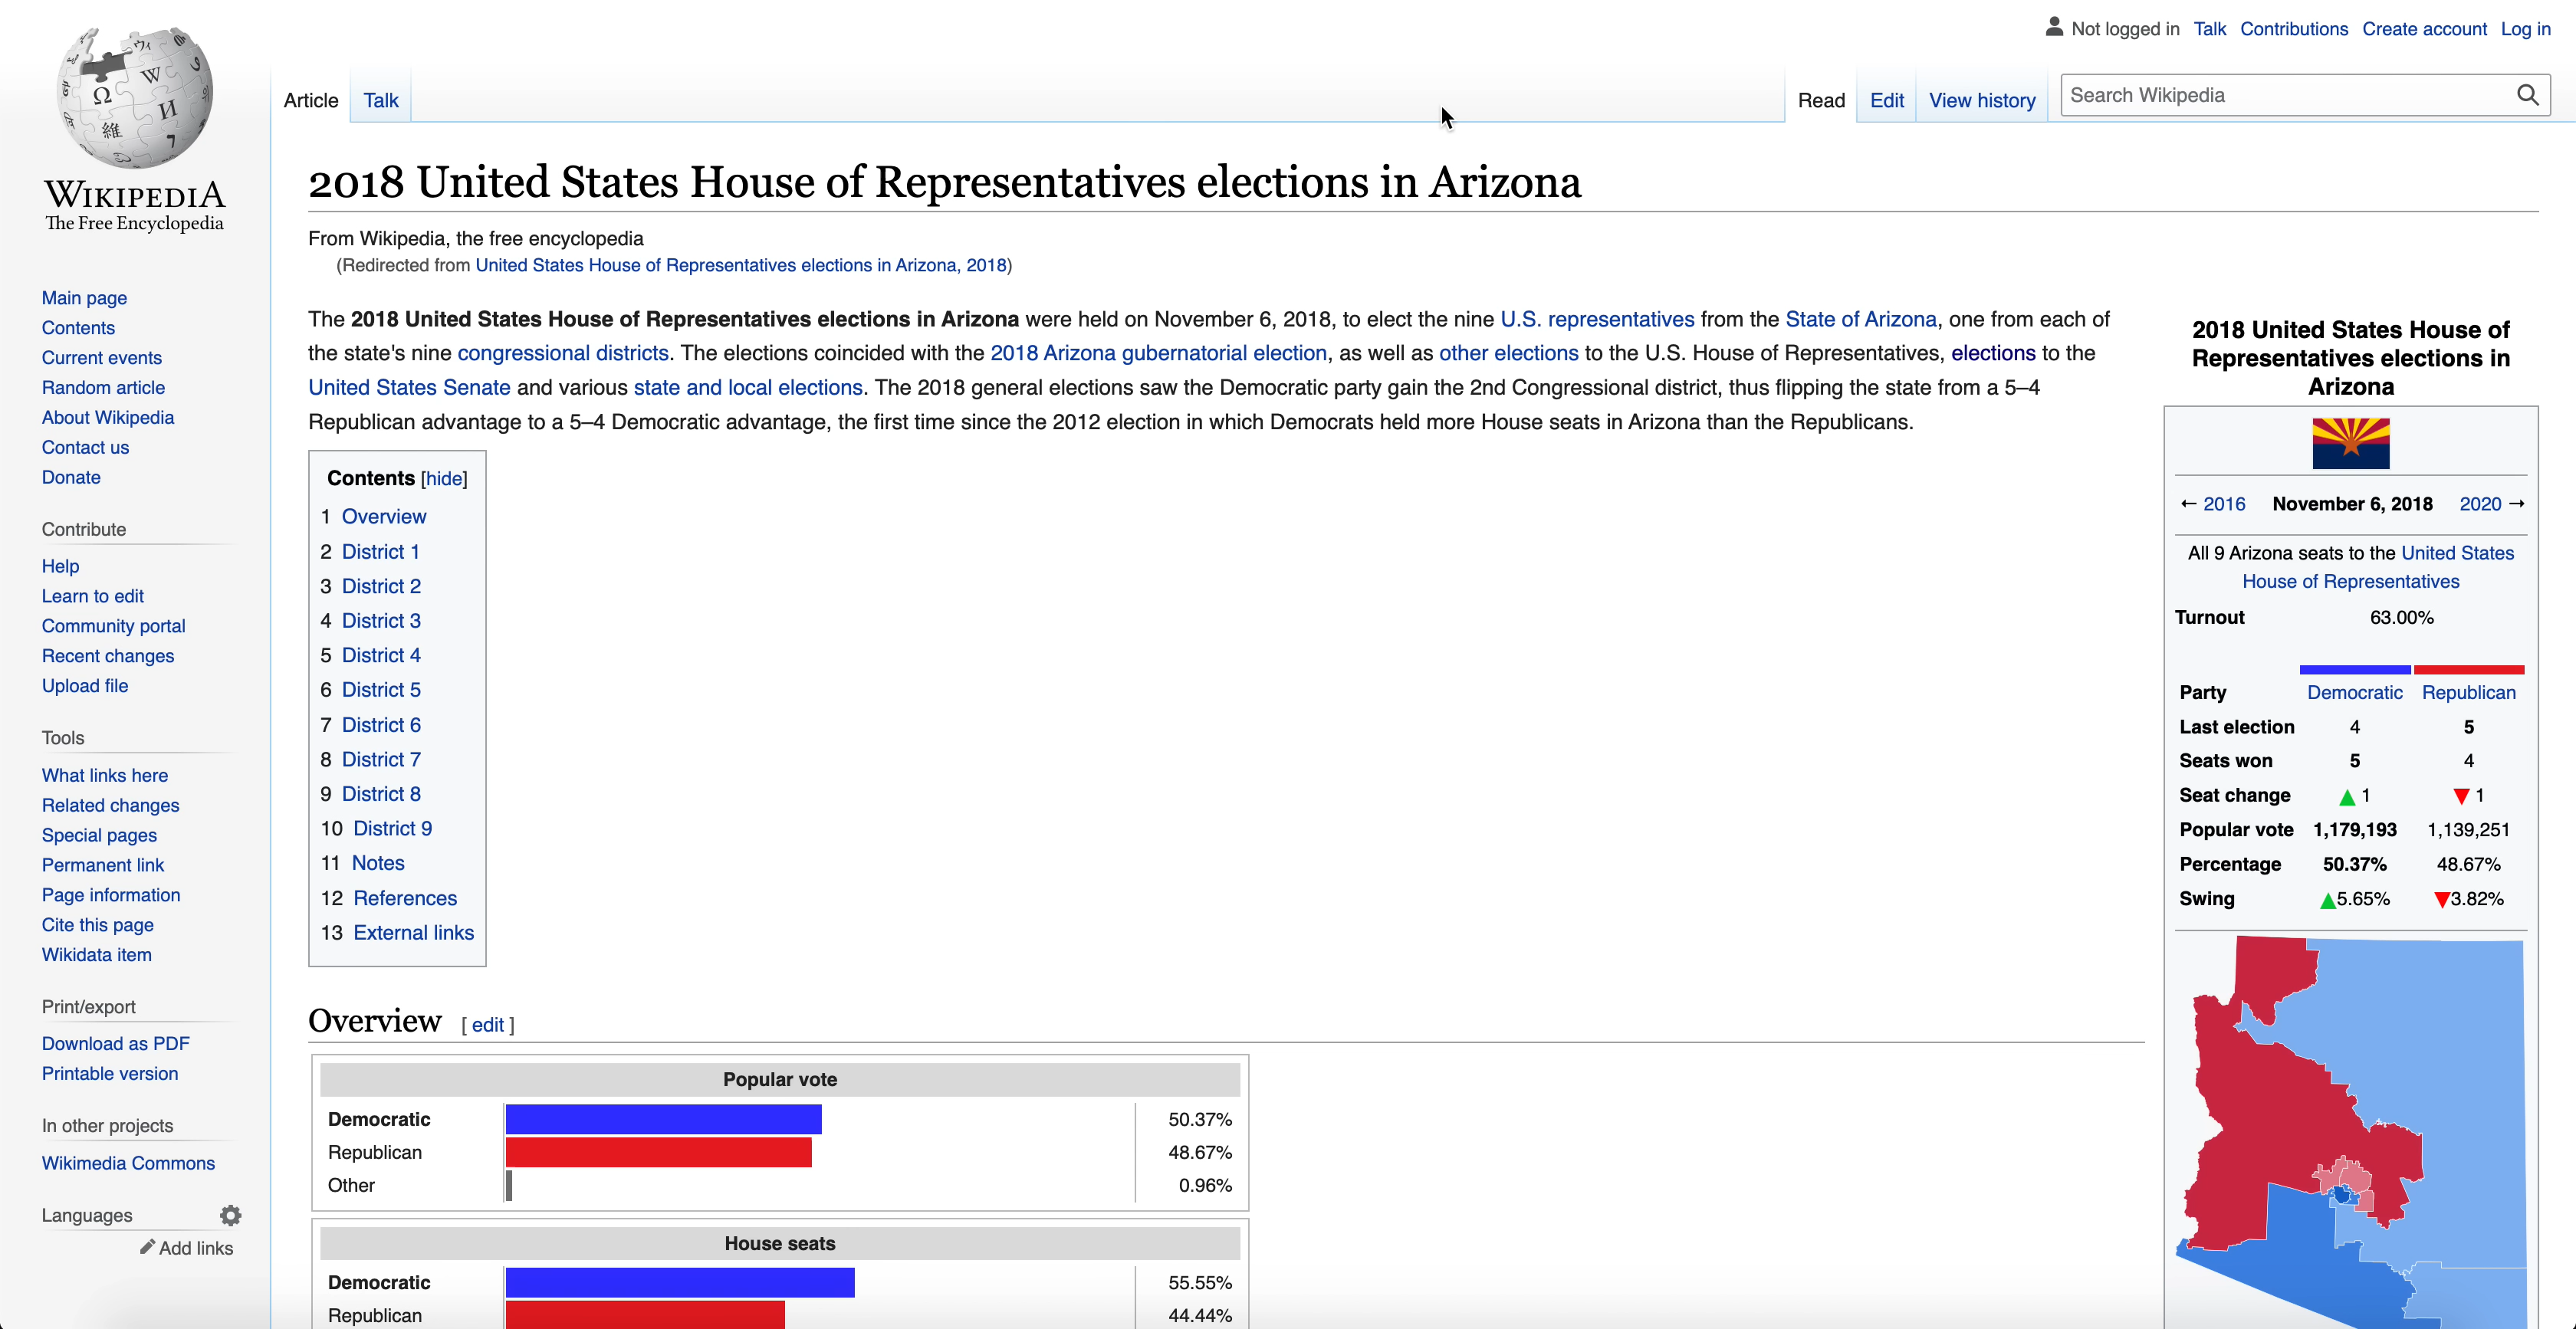 Not logged in Talk Contributions Create account Log in
Article Talk
Read Edit View history Search Wikipedia
WIKIPEDIA
The Free Encyclopedia
Main page
Contents
Current events
Random article
About Wikipedia
Contact us
Donate
Contribute
Help
Learn to edit
Community portal
Recent changes
Upload file
Tools
What links here
Related changes
Special pages
Permanent link
Page information
Cite this page
Wikidata item
Print/export
Download as PDF
Printable version
In other projects
Wikimedia Commons
Languages
Add links
2018 United States House of Representatives elections in Arizona
From Wikipedia, the free encyclopedia
(Redirected from United States House of Representatives elections in Arizona, 2018)
The 2018 United States House of Representatives elections in Arizona were held on November 6, 2018, to elect the nine U.S. representatives from the State of Arizona, one from each of
the state's nine congressional districts. The elections coincided with the 2018 Arizona gubernatorial election, as well as other elections to the U.S. House of Representatives, elections to the
United States Senate and various state and local elections. The 2018 general elections saw the Democratic party gain the 2nd Congressional district, thus flipping the state from a 5–4
Republican advantage to a 5–4 Democratic advantage, the first time since the 2012 election in which Democrats held more House seats in Arizona than the Republicans.
Contents [hide]
1 Overview
2 District 1
3 District 2
4 District 3
5 District 4
6 District 5
7 District 6
8 District 7
9 District 8
10 District 9
11 Notes
12 References
13 External links
Overview [ edit ]
Popular vote
Democratic 50.37%
Republican 48.67%
Other 0.96%
House seats
Democratic 55.55%
Republican 44.44%
2018 United States House of
Representatives elections in
Arizona
← 2016 November 6, 2018 2020 →
All 9 Arizona seats to the United States
House of Representatives
Turnout 63.00%
Party Democratic Republican
Last election 4 5
Seats won 5 4
Seat change ▲ 1 ▼ 1
Popular vote 1,179,193 1,139,251
Percentage 50.37% 48.67%
Swing ▲5.65% ▼3.82%